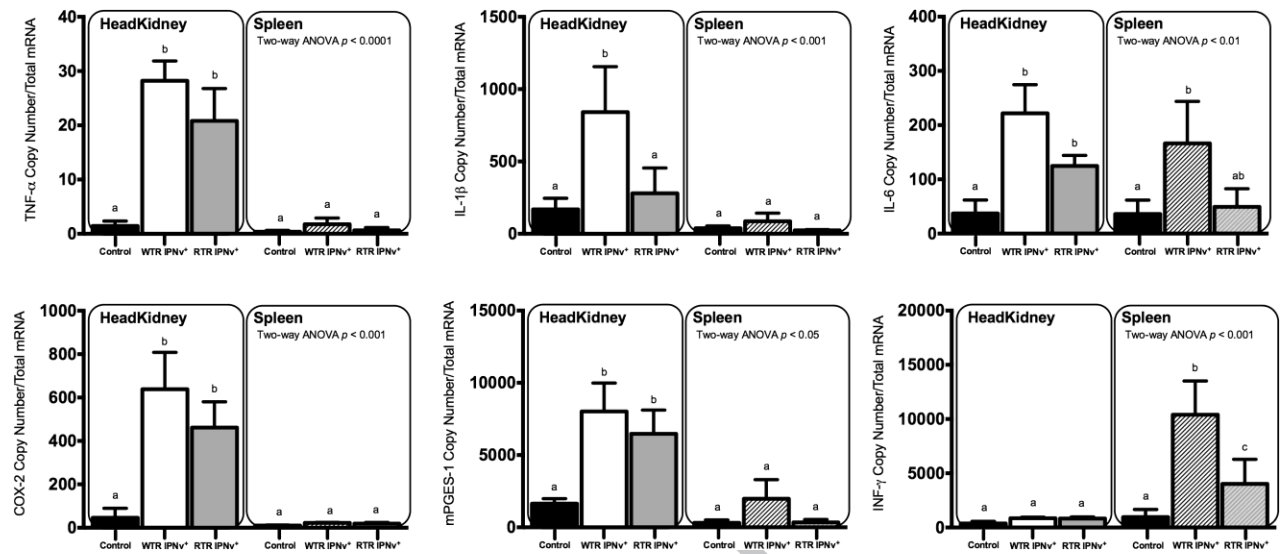 TNF-α Copy Number/Total mRNA
40
30
20
10
0
HeadKidney
a
b
b
Control
WTR IPNv⁺
RTR IPNv⁺
Spleen
Two-way ANOVA p < 0.0001
a
a
a
Control
WTR IPNv⁺
RTR IPNv⁺
IL-1β Copy Number/Total mRNA
1500
1000
500
0
HeadKidney
a
b
a
Control
WTR IPNv⁺
RTR IPNv⁺
Spleen
Two-way ANOVA p < 0.001
a
a
a
Control
WTR IPNv⁺
RTR IPNv⁺
IL-6 Copy Number/Total mRNA
400
300
200
100
0
HeadKidney
a
b
b
Control
WTR IPNv⁺
RTR IPNv⁺
Spleen
Two-way ANOVA p < 0.01
a
b
ab
Control
WTR IPNv⁺
RTR IPNv⁺
COX-2 Copy Number/Total mRNA
1000
800
600
400
200
0
HeadKidney
a
b
b
Control
WTR IPNv⁺
RTR IPNv⁺
Spleen
Two-way ANOVA p < 0.001
a
a
a
Control
WTR IPNv⁺
RTR IPNv⁺
mPGES-1 Copy Number/Total mRNA
15000
10000
5000
0
HeadKidney
a
b
b
Control
WTR IPNv⁺
RTR IPNv⁺
Spleen
Two-way ANOVA p < 0.05
a
a
a
Control
WTR IPNv⁺
RTR IPNv⁺
INF-γ Copy Number/Total mRNA
20000
15000
10000
5000
0
HeadKidney
a
a
a
Control
WTR IPNv⁺
RTR IPNv⁺
Spleen
Two-way ANOVA p < 0.001
a
b
c
Control
WTR IPNv⁺
RTR IPNv⁺